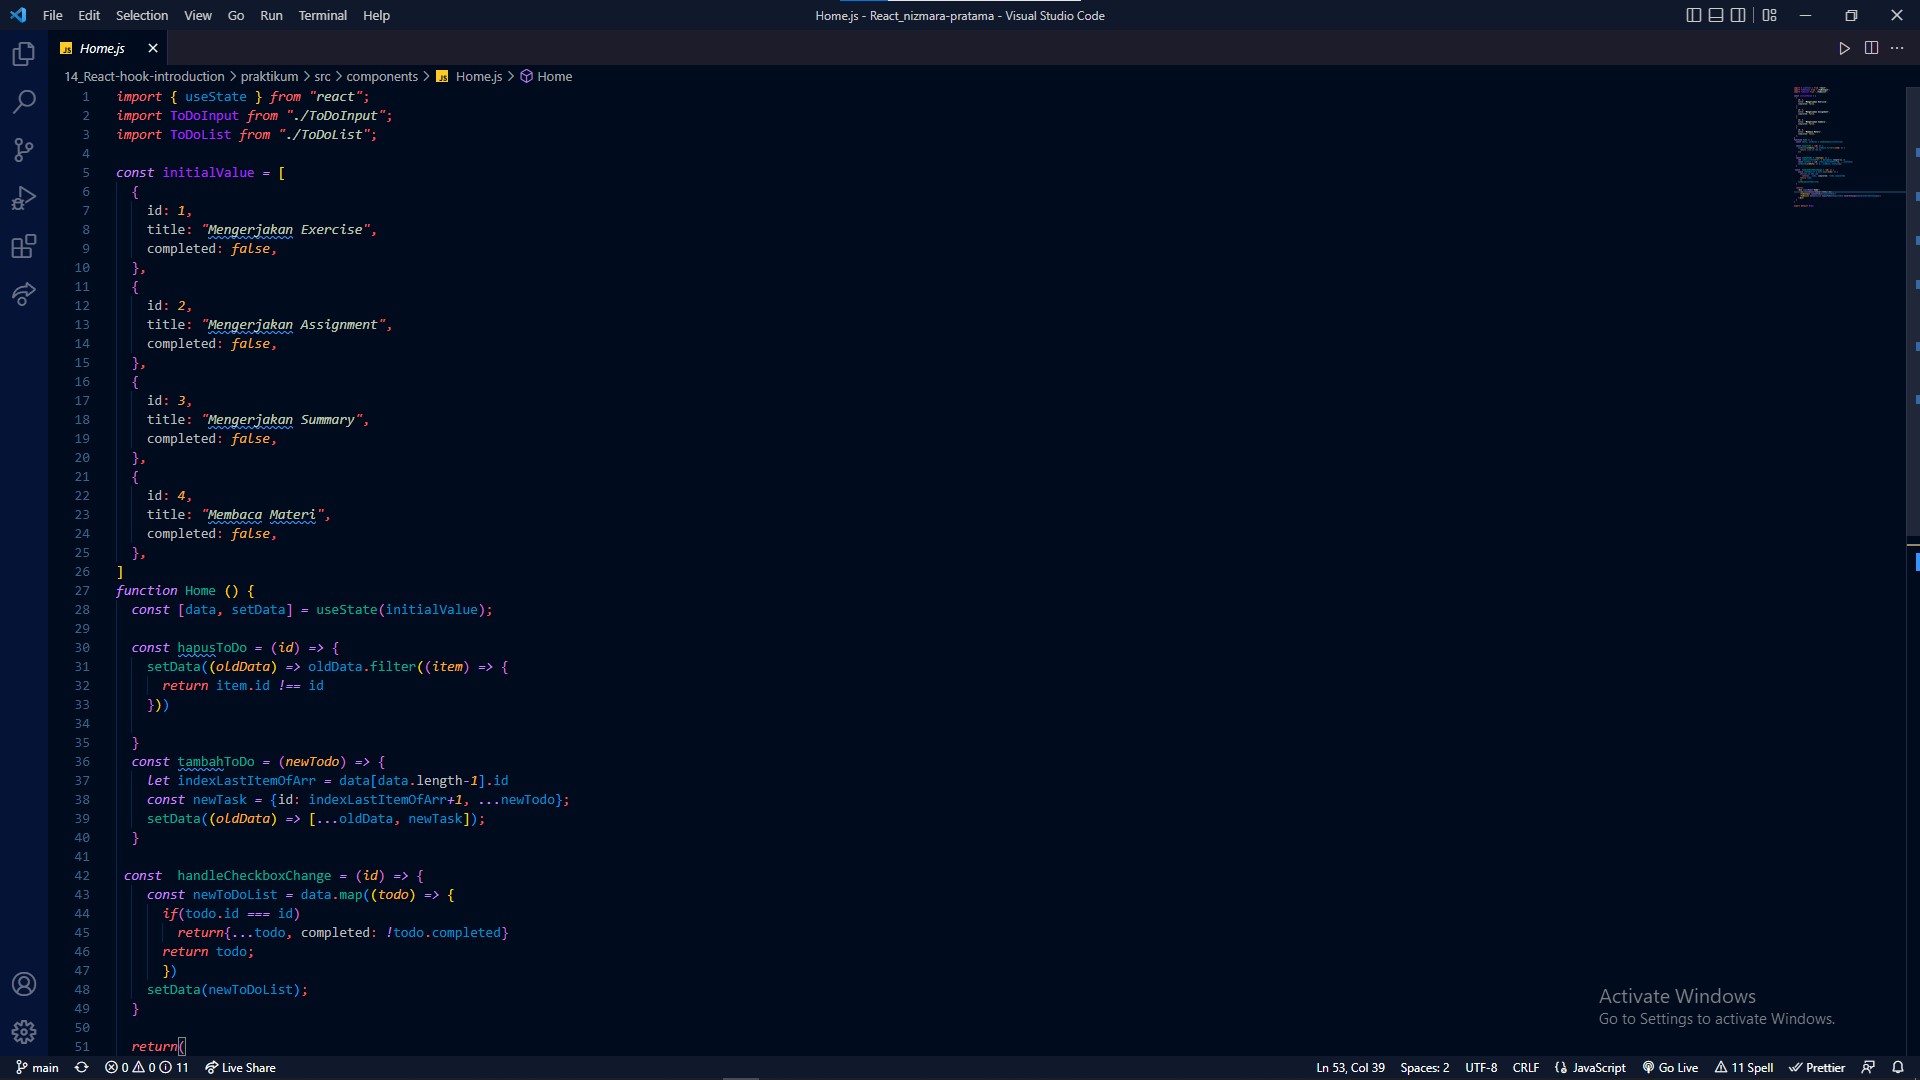 File Edit Selection View Go Run Terminal Help
Home.js - React_nizmara-pratama - Visual Studio Code
JS Home.js
14_React-hook-introduction > praktikum > src > components > JS Home.js > Home
1 import { useState } from "react";
2 import ToDoInput from "./ToDoInput";
3 import ToDoList from "./ToDoList";
4
5 const initialValue = [
6 {
7 id: 1,
8 title: "Mengerjakan Exercise",
9 completed: false,
10 },
11 {
12 id: 2,
13 title: "Mengerjakan Assignment",
14 completed: false,
15 },
16 {
17 id: 3,
18 title: "Mengerjakan Summary",
19 completed: false,
20 },
21 {
22 id: 4,
23 title: "Membaca Materi",
24 completed: false,
25 },
26 ]
27 function Home () {
28 const [data, setData] = useState(initialValue);
29
30 const hapusToDo = (id) => {
31 setData((oldData) => oldData.filter((item) => {
32 return item.id !== id
33 }))
34
35 }
36 const tambahToDo = (newTodo) => {
37 let indexLastItemOfArr = data[data.length-1].id
38 const newTask = {id: indexLastItemOfArr+1, ...newTodo};
39 setData((oldData) => [...oldData, newTask]);
40 }
41
42 const  handleCheckboxChange = (id) => {
43 const newToDoList = data.map((todo) => {
44 if(todo.id === id)
45 return{...todo, completed: !todo.completed}
46 return todo;
47 })
48 setData(newToDoList);
49 }
50
51 return(
Activate Windows
Go to Settings to activate Windows.
main 0 0 11 Live Share Ln 53, Col 39 Spaces: 2 UTF-8 CRLF JavaScript Go Live 11 Spell Prettier